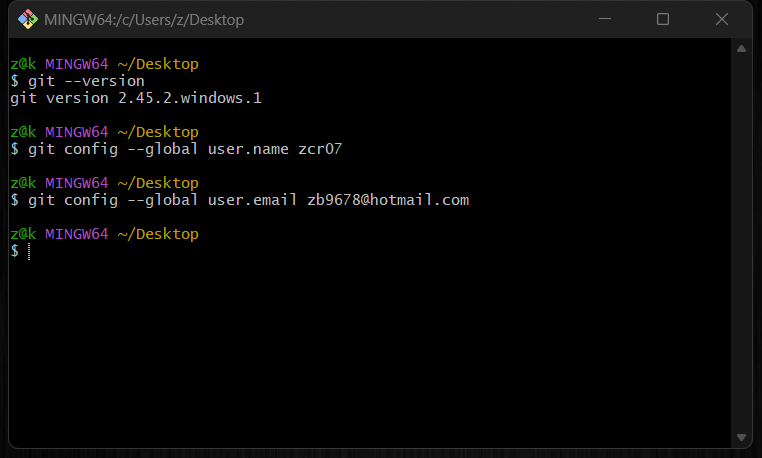 MINGW64:/c/Users/z/Desktop
z@k MINGW64 ~/Desktop
$ git --version
git version 2.45.2.windows.1
z@k MINGW64 ~/Desktop
$ git config --global user.name zcr07
z@k MINGW64 ~/Desktop
$ git config --global user.email zb9678@hotmail.com
z@k MINGW64 ~/Desktop
$